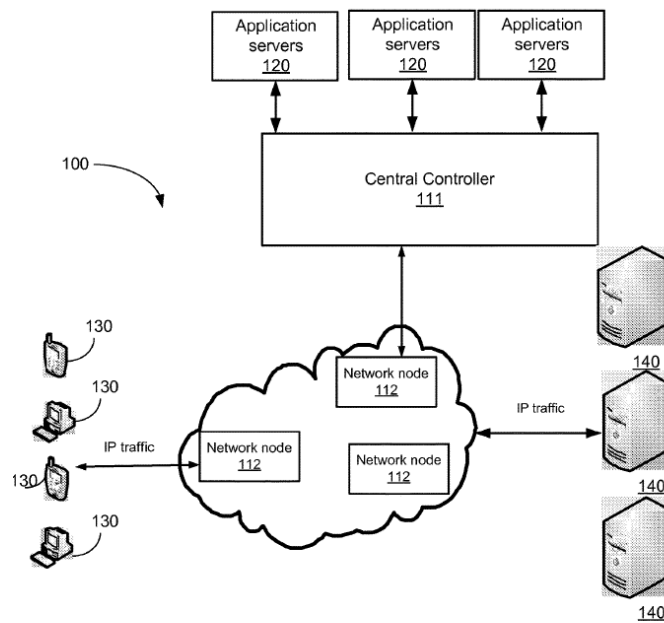 Application
servers
120
Application
servers
120
Application
servers
120
100
Central Controller
111
130
140
Network node
112
130
IP traffic
IP traffic
Network node
112
Network node
112
130
140
130
140